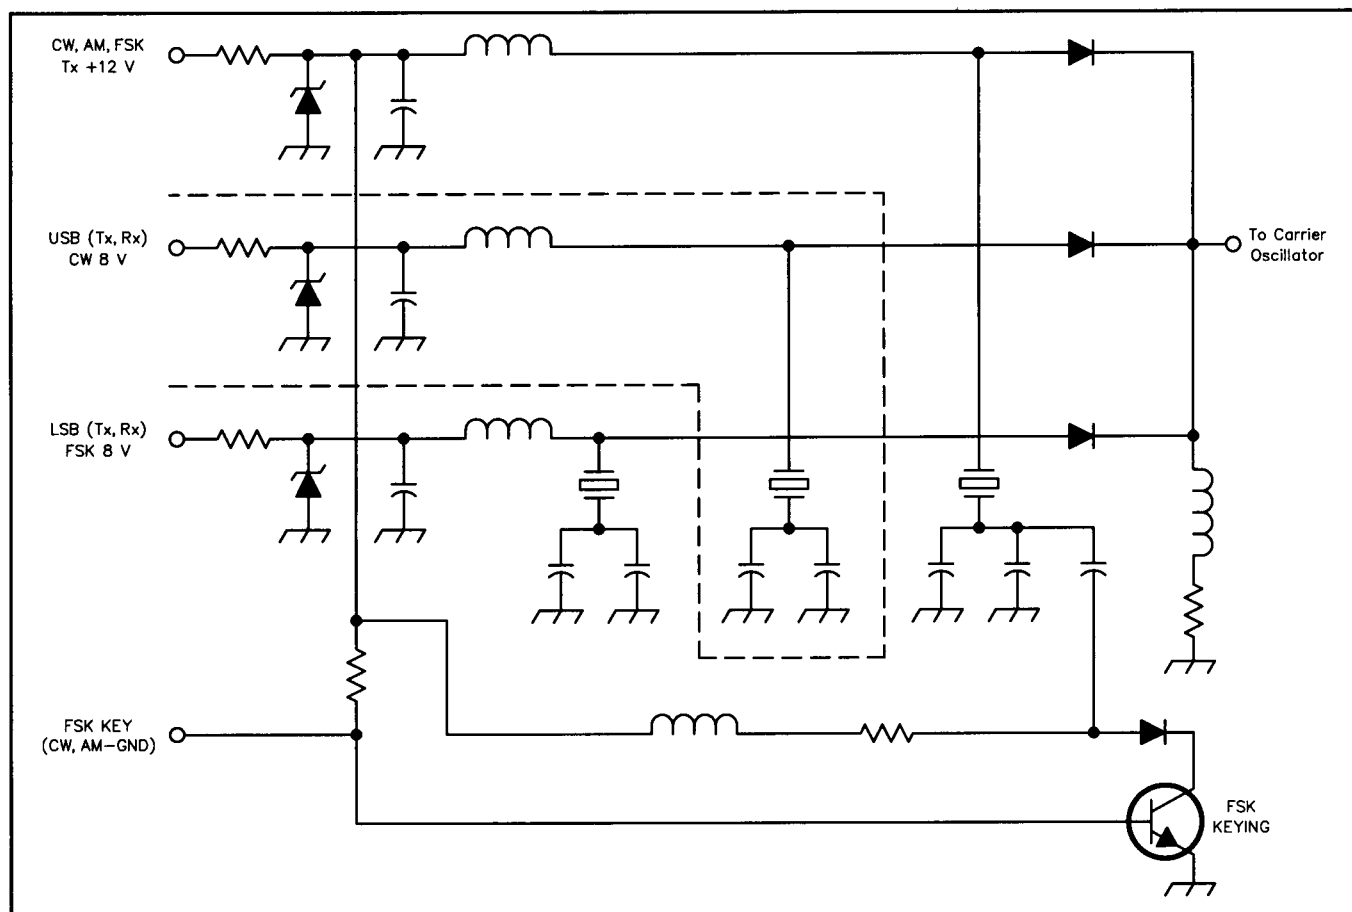 CW, AM, FSK
Tx +12 V
USB (Tx, Rx)
CW 8 V
To Carrier
Oscillator
LSB (Tx, Rx)
FSK 8 V
FSK KEY
(CW, AM–GND)
FSK
KEYING